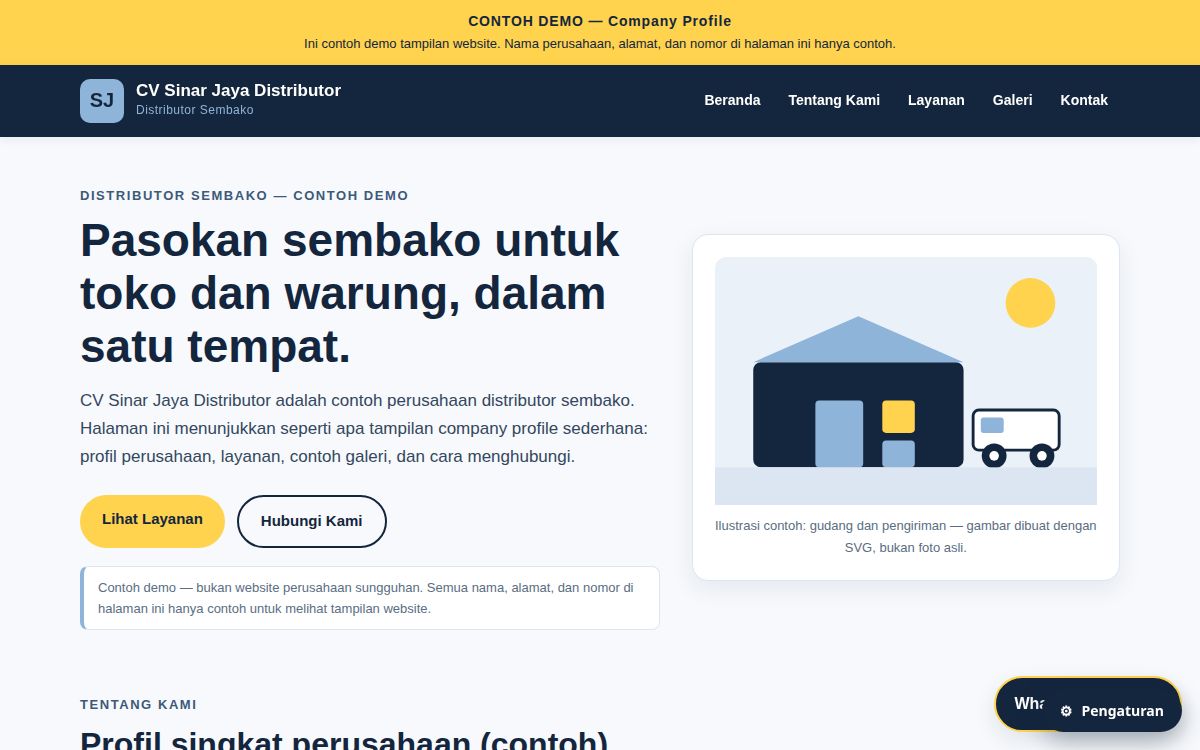 CONTOH DEMO — Company Profile
Ini contoh demo tampilan website. Nama perusahaan, alamat, dan nomor di halaman ini hanya contoh.
SJ
CV Sinar Jaya Distributor
Distributor Sembako
Beranda
Tentang Kami
Layanan
Galeri
Kontak
DISTRIBUTOR SEMBAKO — CONTOH DEMO
Pasokan sembako untuk
toko dan warung, dalam
satu tempat.
CV Sinar Jaya Distributor adalah contoh perusahaan distributor sembako.
Halaman ini menunjukkan seperti apa tampilan company profile sederhana:
profil perusahaan, layanan, contoh galeri, dan cara menghubungi.
Lihat Layanan
Hubungi Kami
Contoh demo — bukan website perusahaan sungguhan. Semua nama, alamat, dan nomor di
halaman ini hanya contoh untuk melihat tampilan website.
Ilustrasi contoh: gudang dan pengiriman — gambar dibuat dengan
SVG, bukan foto asli.
TENTANG KAMI
Profil singkat perusahaan (contoh)
⚙ Pengaturan